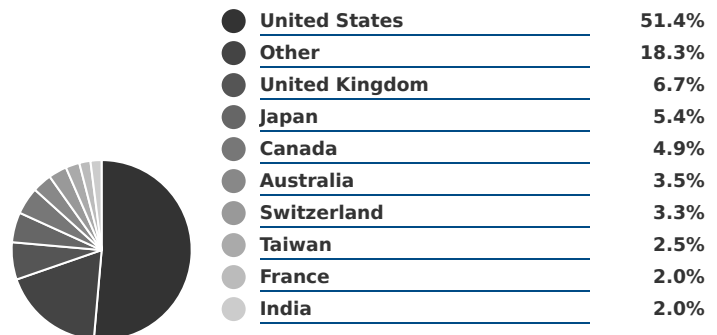 United States 51.4%
Other 18.3%
United Kingdom 6.7%
Japan 5.4%
Canada 4.9%
Australia 3.5%
Switzerland 3.3%
Taiwan 2.5%
France 2.0%
India 2.0%